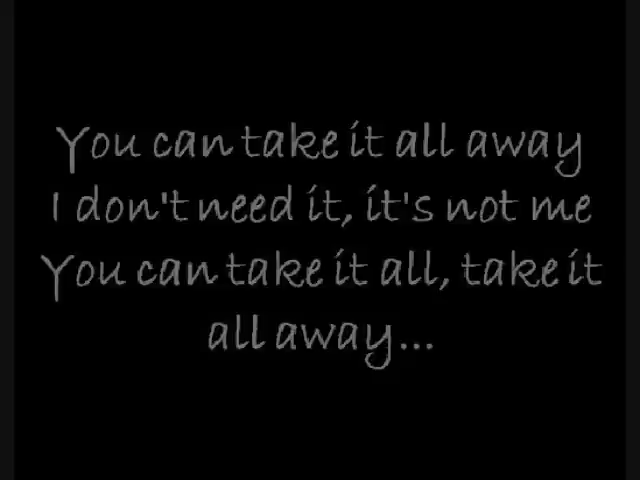 You can take it all away
I don't need it, it's not me
You can take it all, take it
all away...